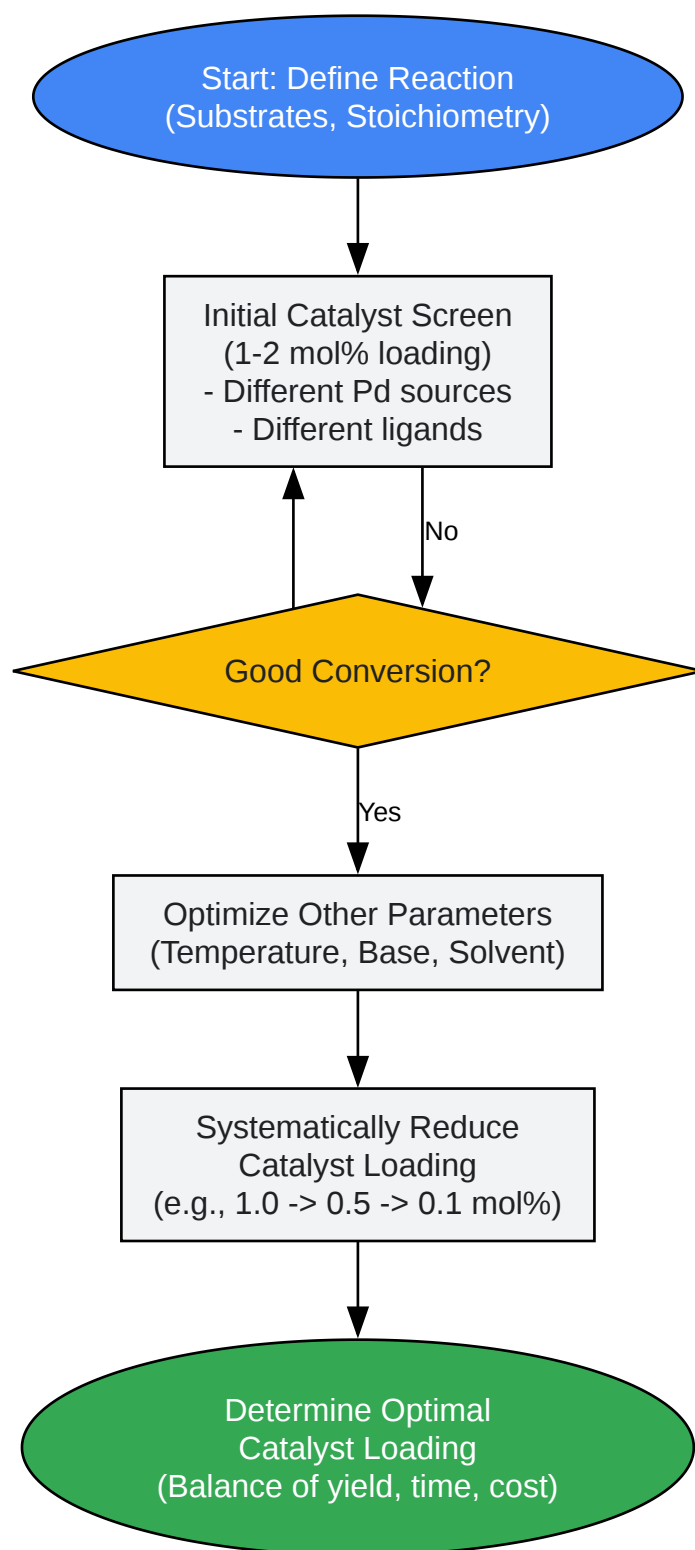 Start: Define Reaction
(Substrates, Stoichiometry)
Initial Catalyst Screen
(1-2 mol% loading)
- Different Pd sources
- Different ligands
No
Good Conversion?
Yes
Optimize Other Parameters
(Temperature, Base, Solvent)
Systematically Reduce
Catalyst Loading
(e.g., 1.0 -> 0.5 -> 0.1 mol%)
Determine Optimal
Catalyst Loading
(Balance of yield, time, cost)